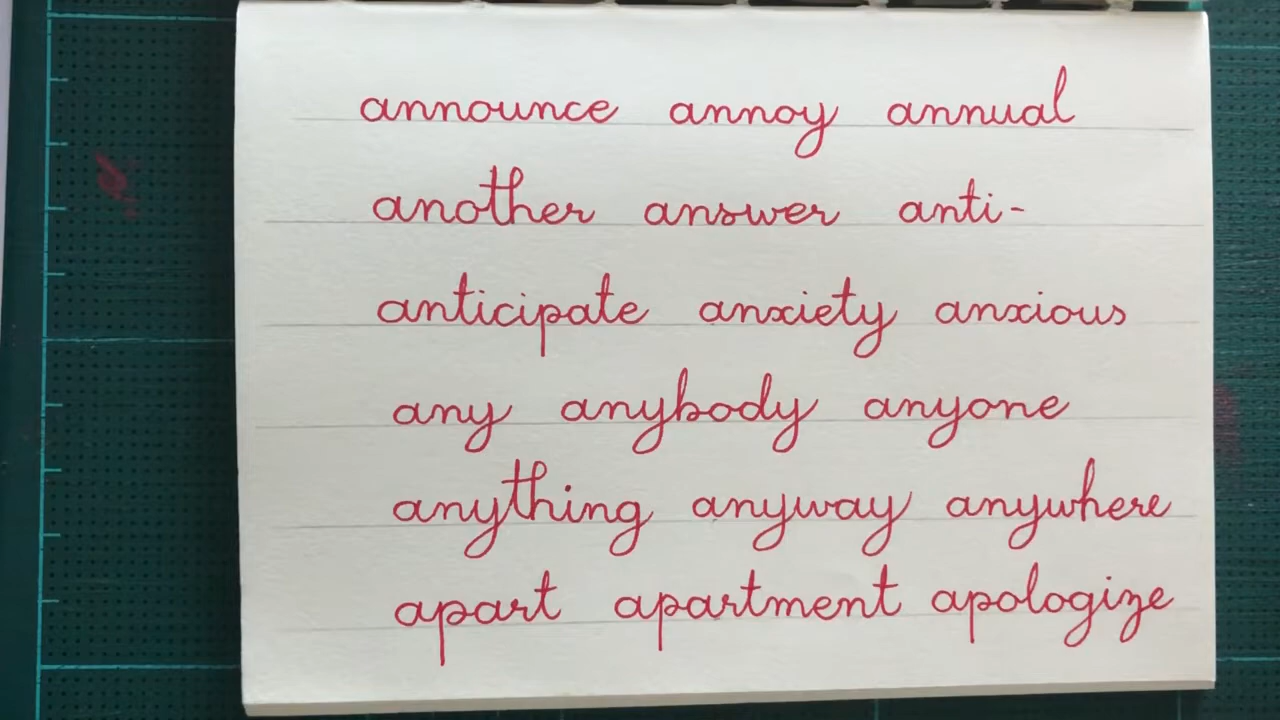 announce annoy annual
another answer anti-
anticipate anxiety anxious
any anybody anyone
anything anyway anywhere
apart apartment apologize